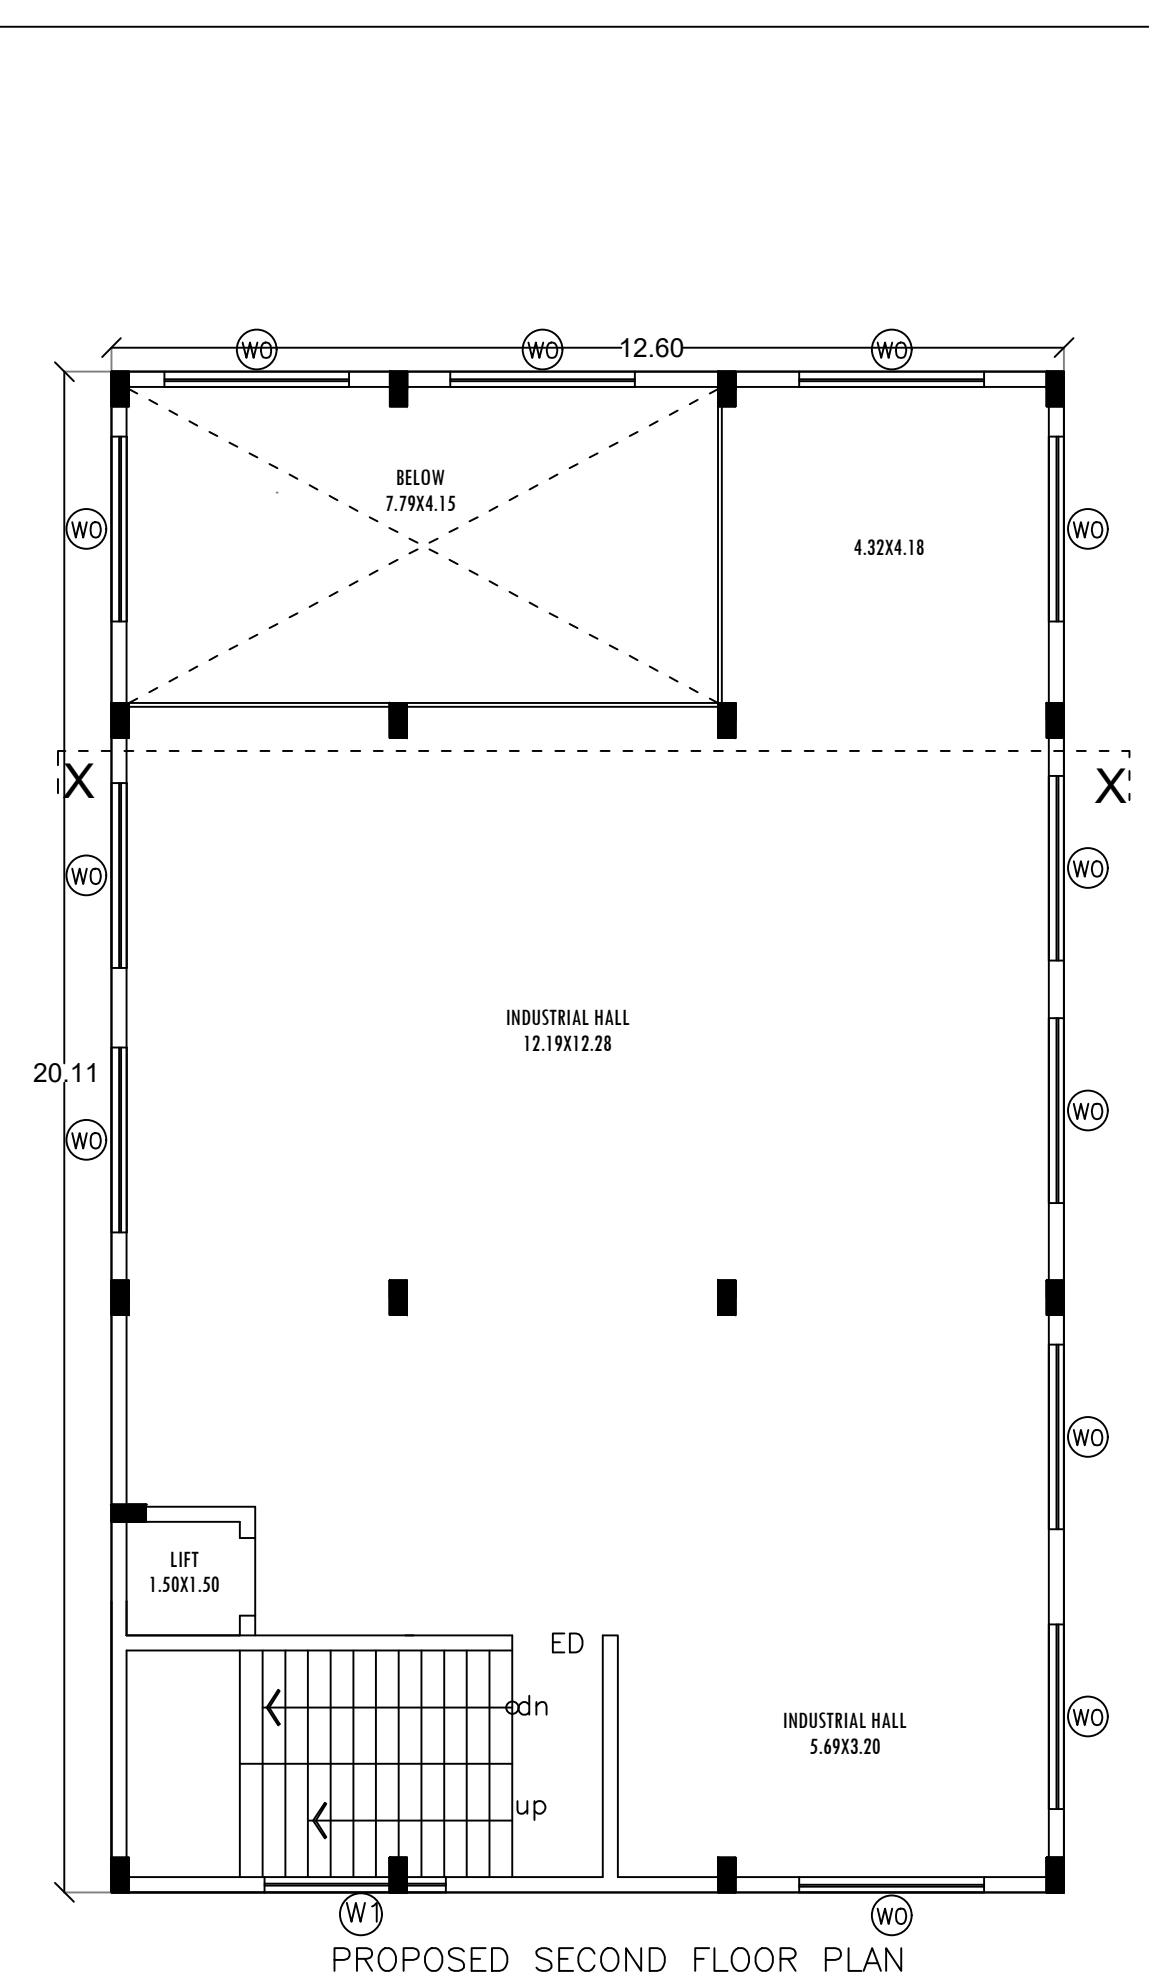 WO
WO
12.60
WO
BELOW
7.79X4.15
WO
4.32X4.18
WO
X
X
WO
WO
INDUSTRIAL HALL
12.19X12.28
20.11
WO
WO
WO
LIFT
1.50X1.50
ED
odn
INDUSTRIAL HALL
5.69X3.20
WO
up
W1
WO
PROPOSED SECOND FLOOR PLAN